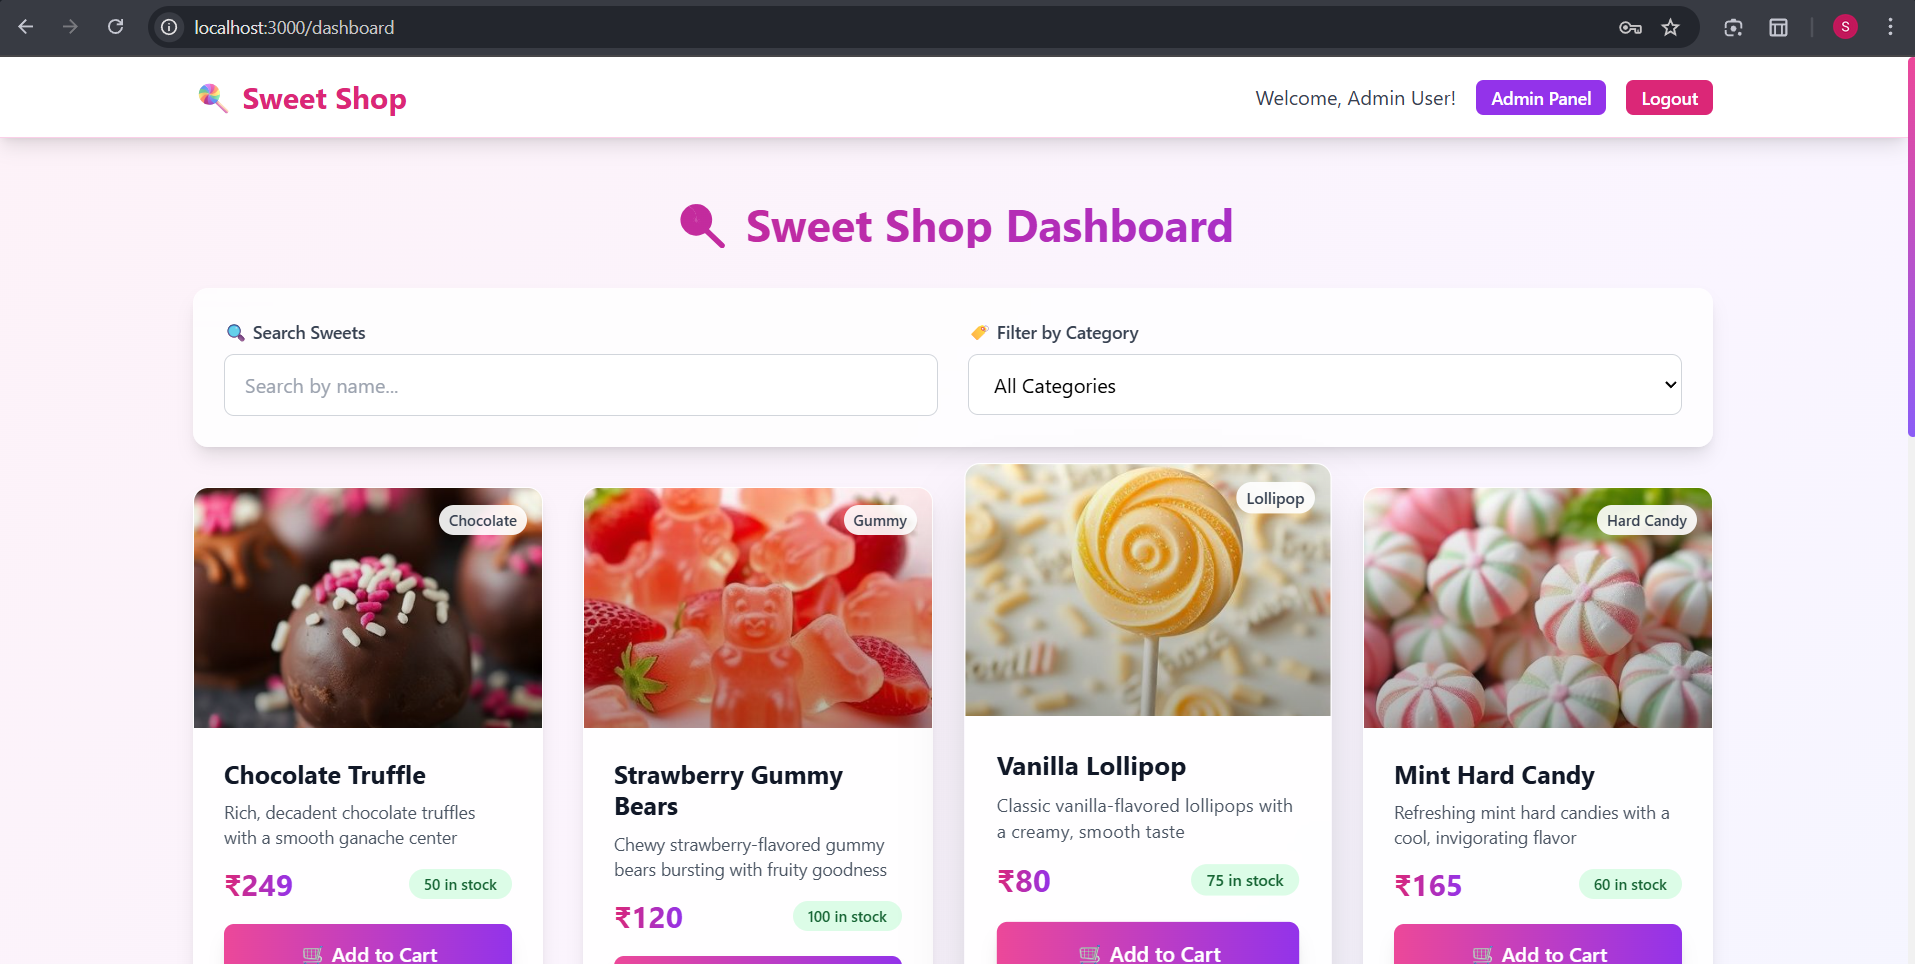 localhost:3000/dashboard
S
Sweet Shop
Welcome, Admin User!
Admin Panel
Logout
Sweet Shop Dashboard
Search Sweets
Search by name...
Filter by Category
All Categories
Chocolate
Chocolate Truffle
Rich, decadent chocolate truffles
with a smooth ganache center
₹249
50 in stock
Add to Cart
Gummy
Strawberry Gummy
Bears
Chewy strawberry-flavored gummy
bears bursting with fruity goodness
₹120
100 in stock
Lollipop
Vanilla Lollipop
Classic vanilla-flavored lollipops with
a creamy, smooth taste
₹80
75 in stock
Add to Cart
Hard Candy
Mint Hard Candy
Refreshing mint hard candies with a
cool, invigorating flavor
₹165
60 in stock
Add to Cart